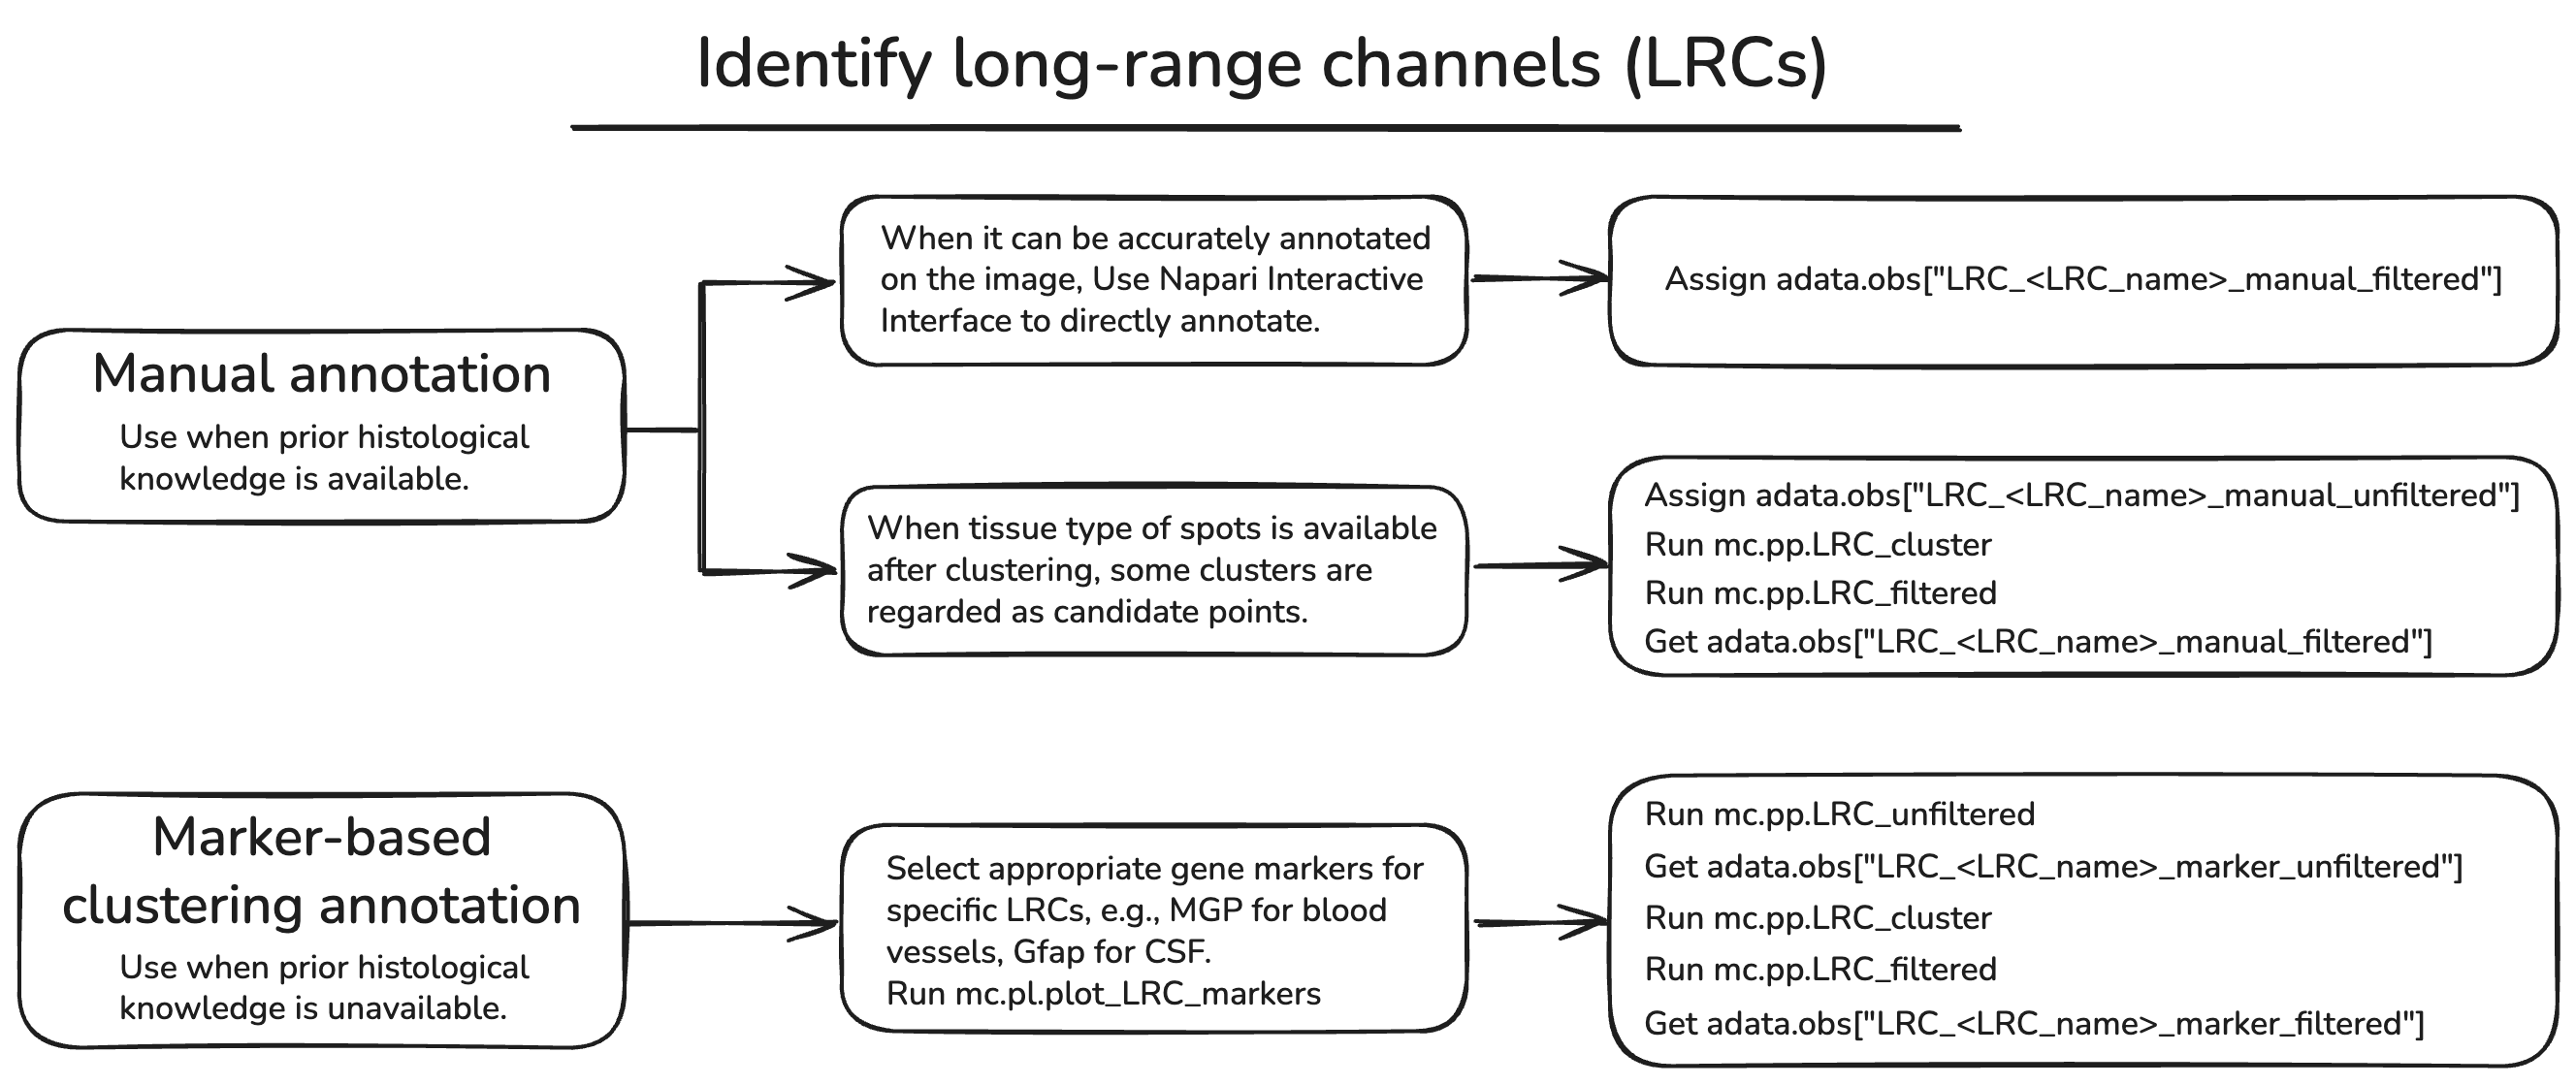 Identify long-range channels (LRCs)
Manual annotation
Use when prior histological
knowledge is available.
When it can be accurately annotated
on the image, Use Napari Interactive
Interface to directly annotate.
Assign adata.obs["LRC_<LRC_name>_manual_filtered"]
When tissue type of spots is available
after clustering, some clusters are
regarded as candidate points.
Assign adata.obs["LRC_<LRC_name>_manual_unfiltered"]
Run mc.pp.LRC_cluster
Run mc.pp.LRC_filtered
Get adata.obs["LRC_<LRC_name>_manual_filtered"]
Marker-based
clustering annotation
Use when prior histological
knowledge is unavailable.
Select appropriate gene markers for
specific LRCs, e.g., MGP for blood
vessels, Gfap for CSF.
Run mc.pl.plot_LRC_markers
Run mc.pp.LRC_unfiltered
Get adata.obs["LRC_<LRC_name>_marker_unfiltered"]
Run mc.pp.LRC_cluster
Run mc.pp.LRC_filtered
Get adata.obs["LRC_<LRC_name>_marker_filtered"]